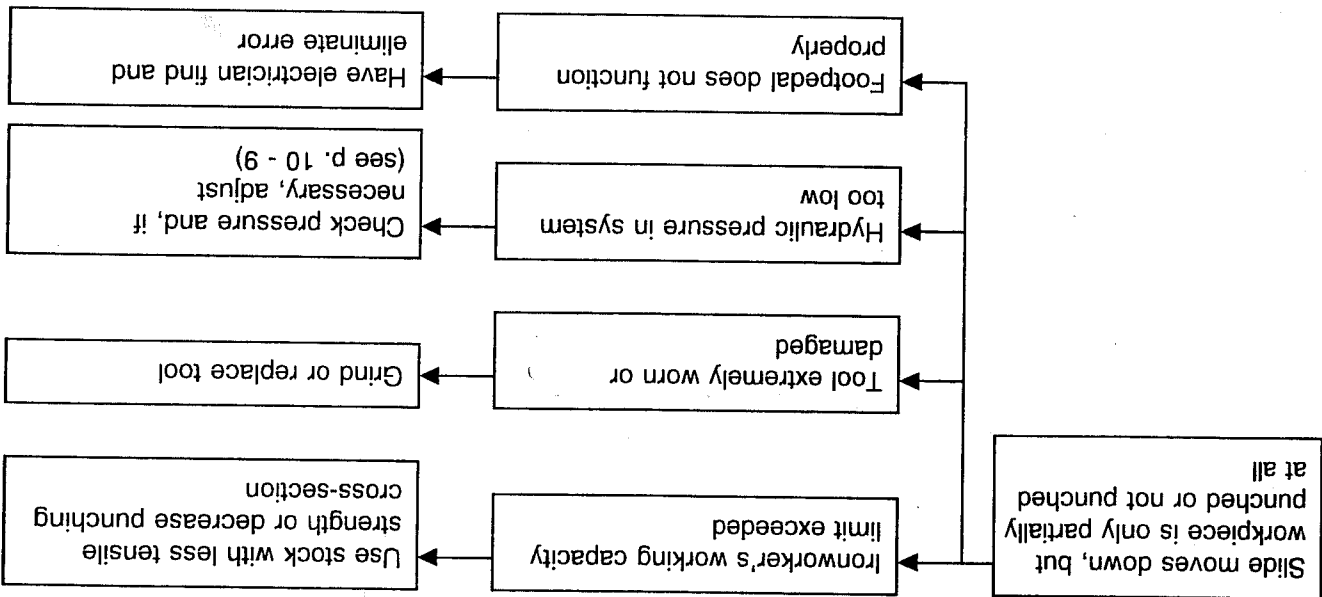 Slide moves down, but
workpiece is only partially
punched or not punched
at all
Ironworker's working capacity
limit exceeded
Use stock with less tensile
strength or decrease punching
cross-section
Tool extremely worn or
damaged
Grind or replace tool
Hydraulic pressure in system
too low
Check pressure and, if
necessary, adjust
(see p. 10 - 9)
Footpedal does not function
properly
Have electrician find and
eliminate error